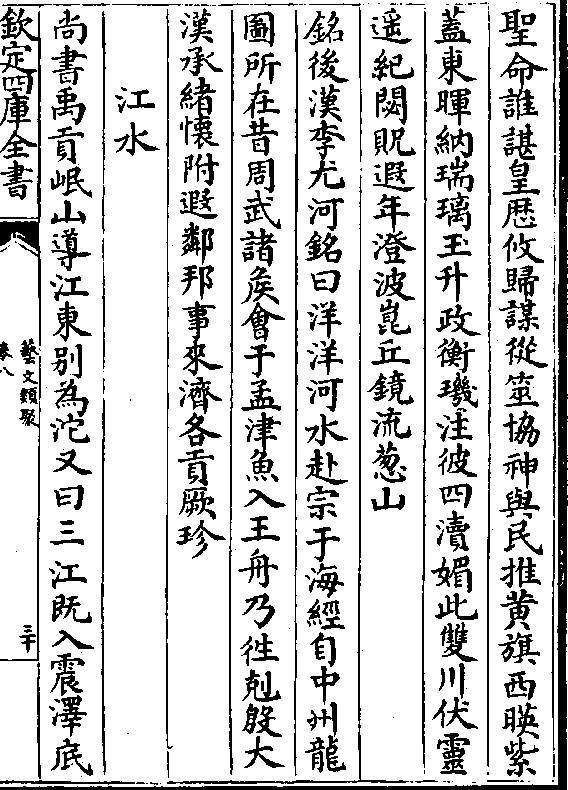 聖命誰諶皇歴攸歸謀從筮協神與民推黄旗西暎紫
蓋東暉納瑞璃玉升政衡璣注彼四瀆媚此雙川伏靈
遥紀閟貺遐年澄波崑丘鏡流葱山
銘後漢李尤河銘曰洋洋河水赴宗于海經自中州龍
圖所在昔周武諸侯會于孟津魚入王舟乃徃剋殷大
漢承緒懷附遐鄰邦事來濟各貢厥珍
江水
尚書禹貢岷山導江東别為沱又曰三江既入震澤底
欽定四庫全書
藝文類聚
卷八
三十